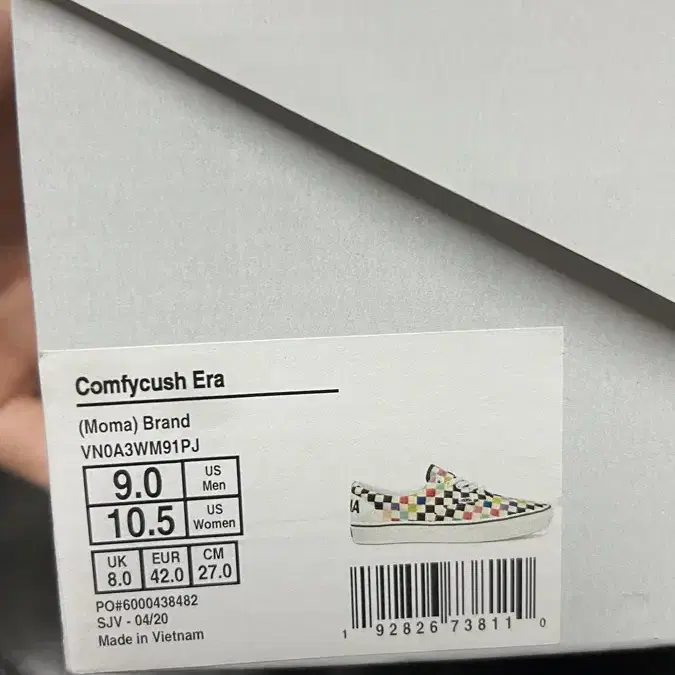 Comfycush Era
(Moma) Brand
VN0A3WM91PJ
9.0 US Men
10.5 US Women
UK EUR CM
8.0 42.0 27.0
PO#6000438482
SJV - 04/20
Made in Vietnam
1 92826 73811 0